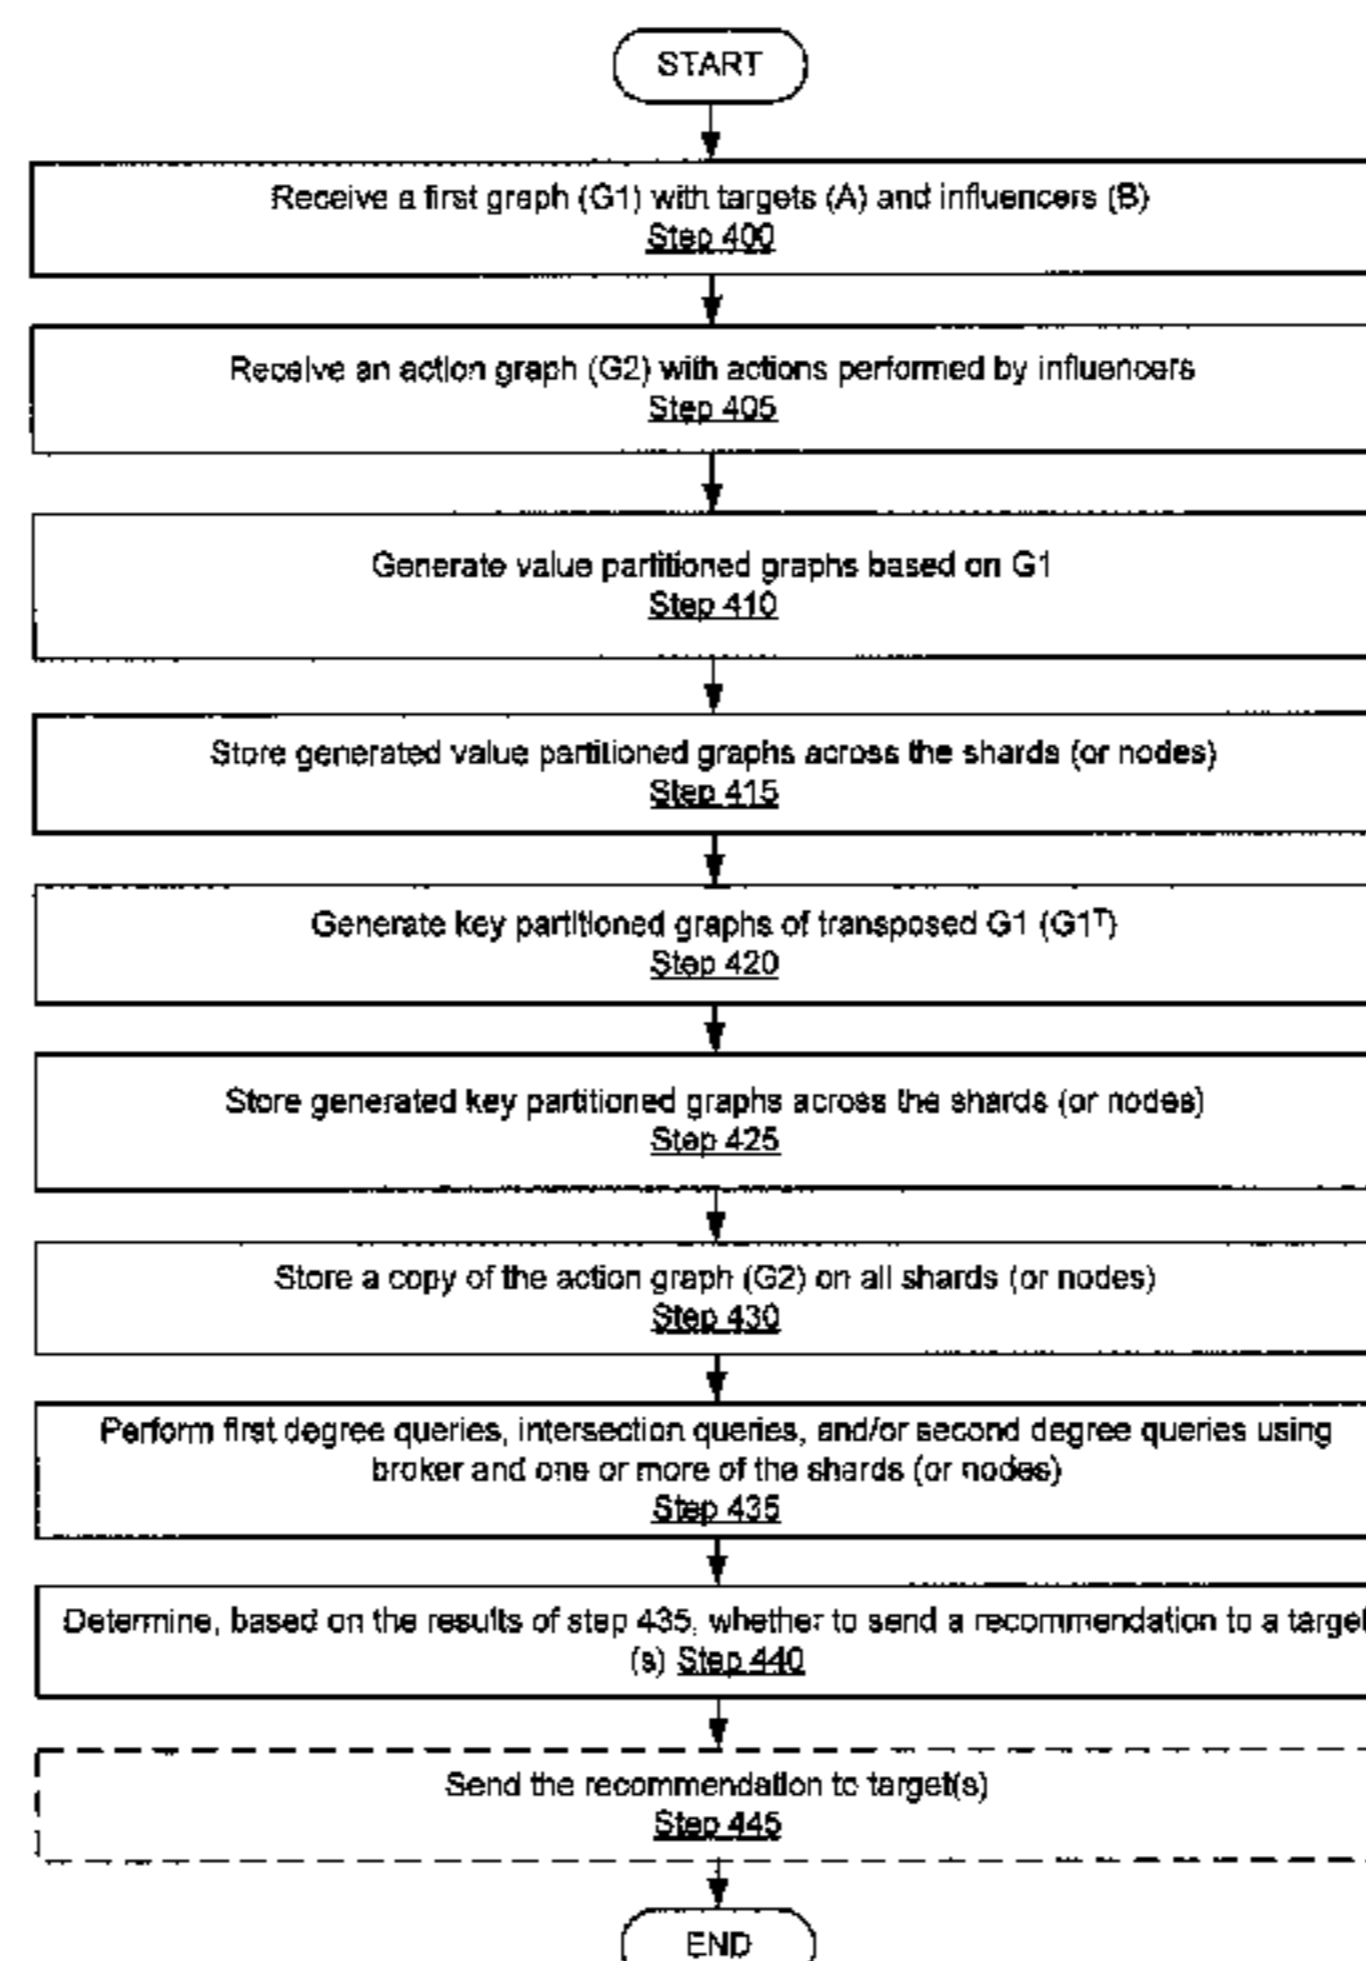 START
Receive a first graph (G1) with targets (A) and influencers (B)
Step 400
Receive an action graph (G2) with actions performed by influencers
Step 405
Generate value partitioned graphs based on G1
Step 410
Store generated value partitioned graphs across the shards (or nodes)
Step 415
Generate key partitioned graphs of transposed G1 (G1ᵀ)
Step 420
Store generated key partitioned graphs across the shards (or nodes)
Step 425
Store a copy of the action graph (G2) on all shards (or nodes)
Step 430
Perform first degree queries, intersection queries, and/or second degree queries using
broker and one or more of the shards (or nodes)
Step 435
Determine, based on the results of step 435, whether to send a recommendation to a target
(s) Step 440
Send the recommendation to target(s)
Step 445
END